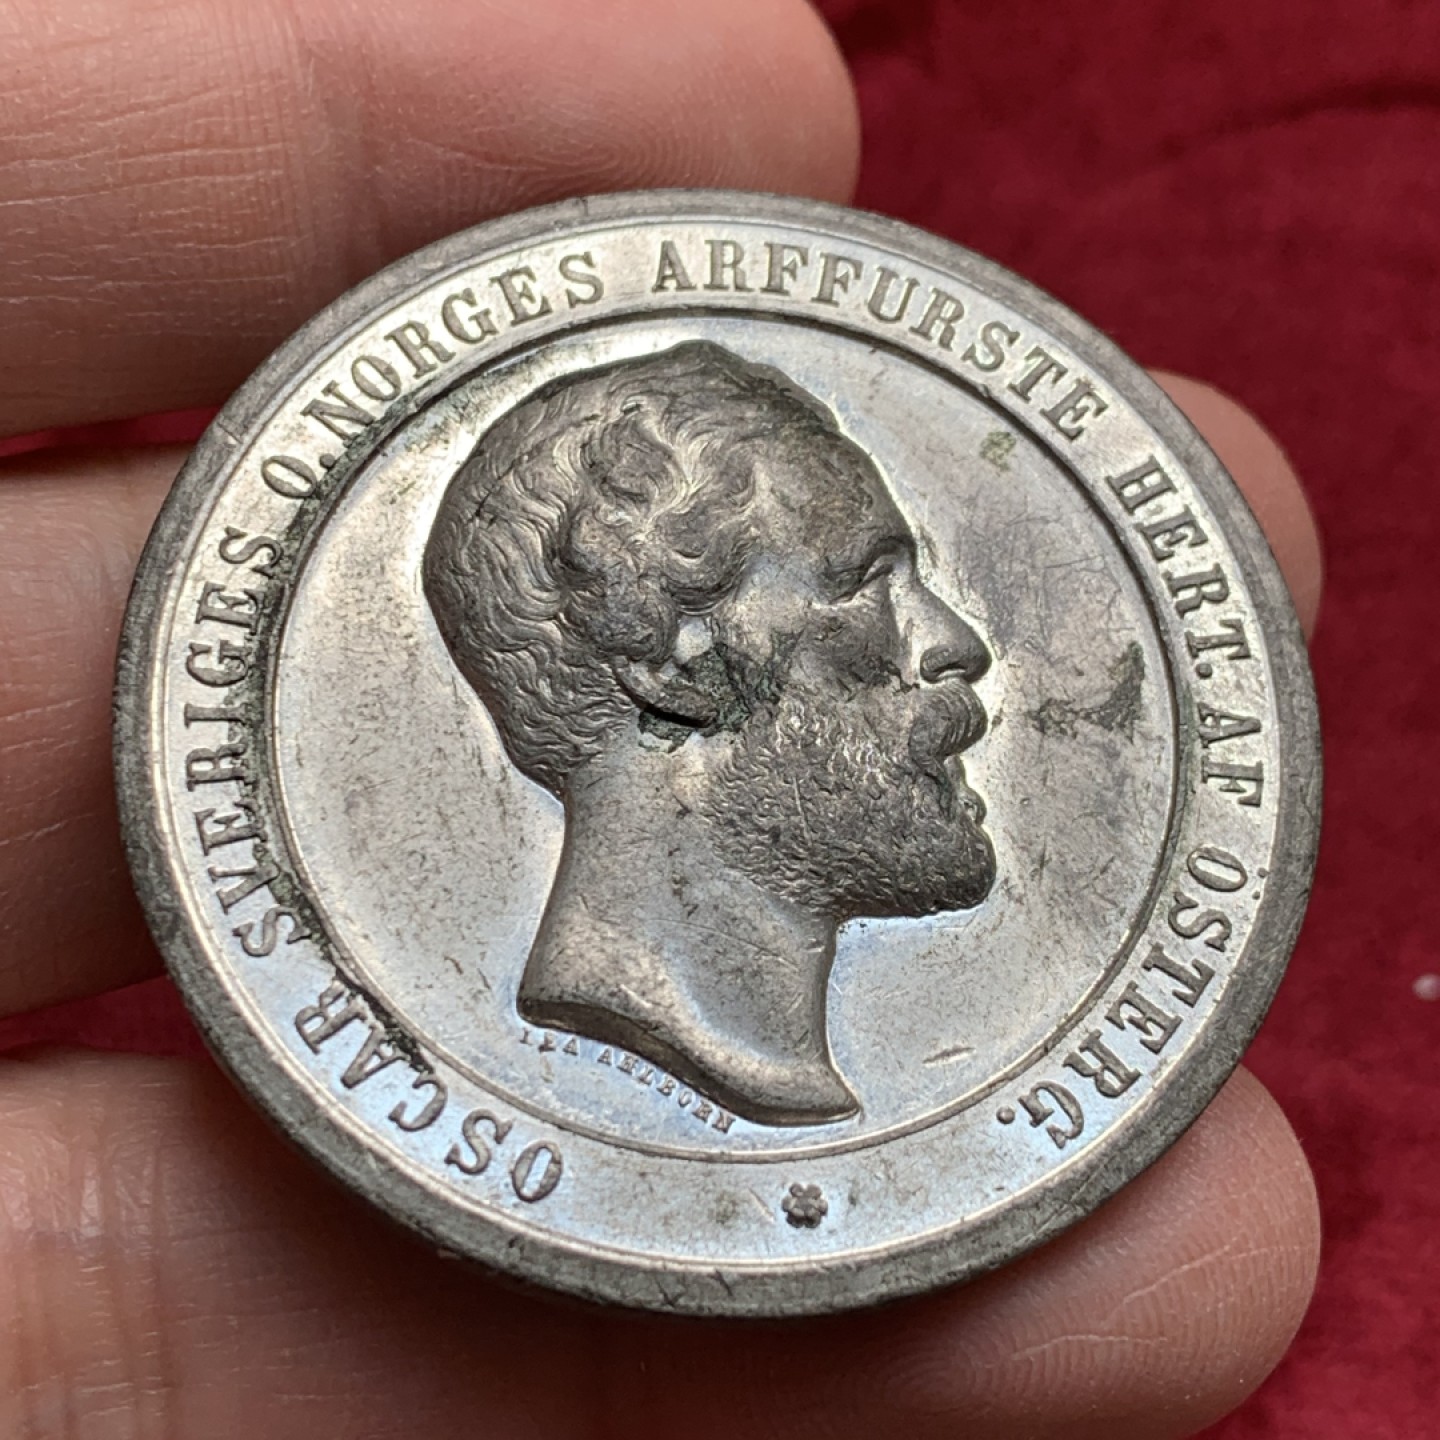 OSCAR SVERIGES O. NORGES ARFFURSTE HERT. AF ÖSTERG.
LEA AHLBORN